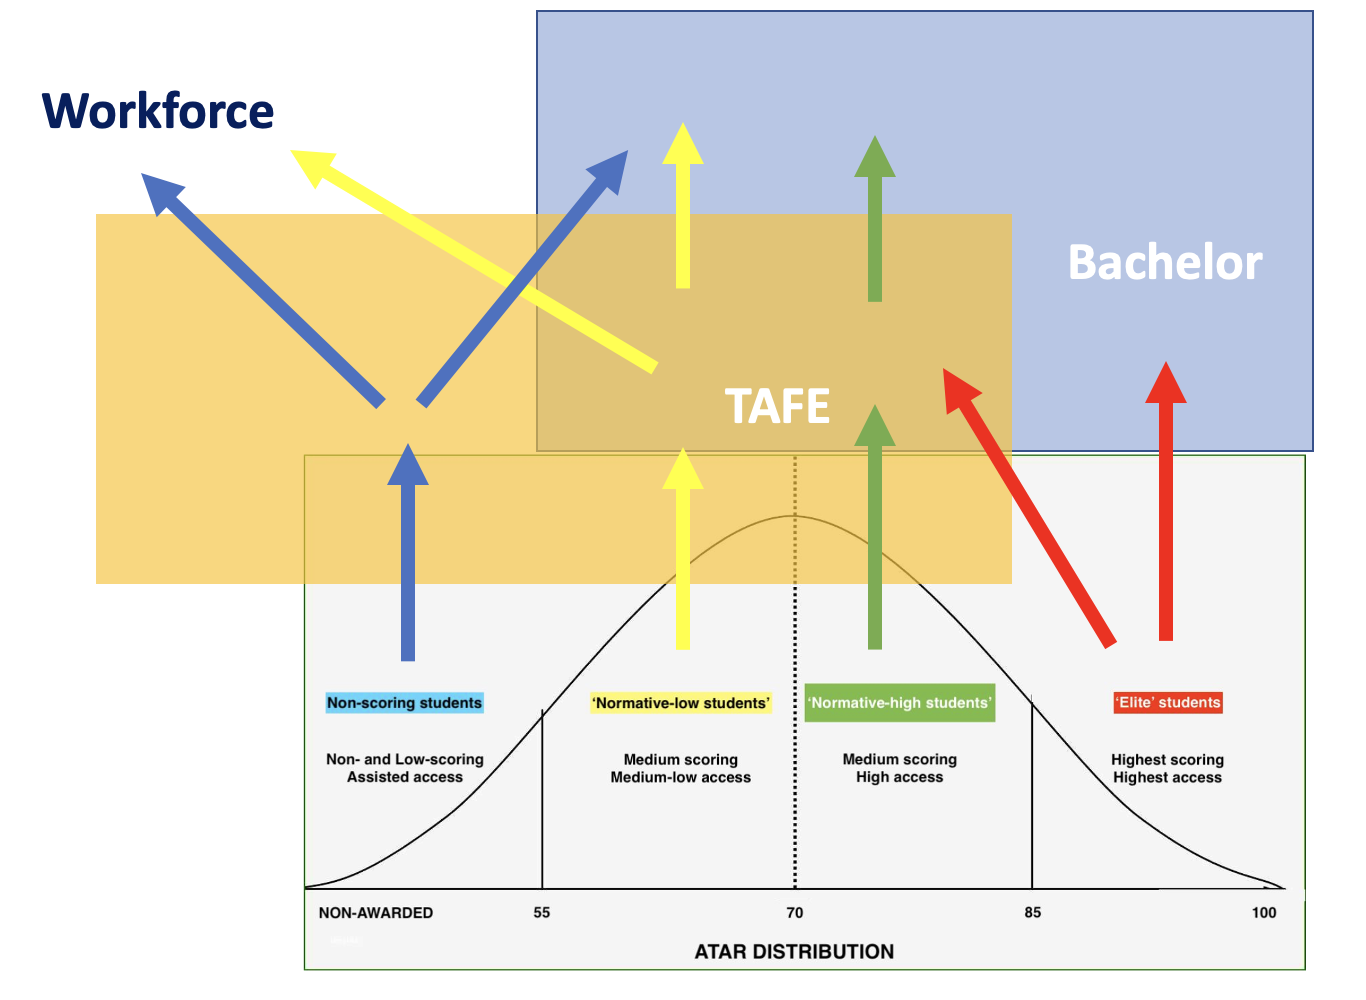 Workforce
Bachelor
TAFE
Non-scoring students
'Normative-low students'
'Normative-high students'
'Elite' students
Non- and Low-scoring
Assisted access
Medium scoring
Medium-low access
Medium scoring
High access
Highest scoring
Highest access
NON-AWARDED
55
70
85
100
ATAR DISTRIBUTION